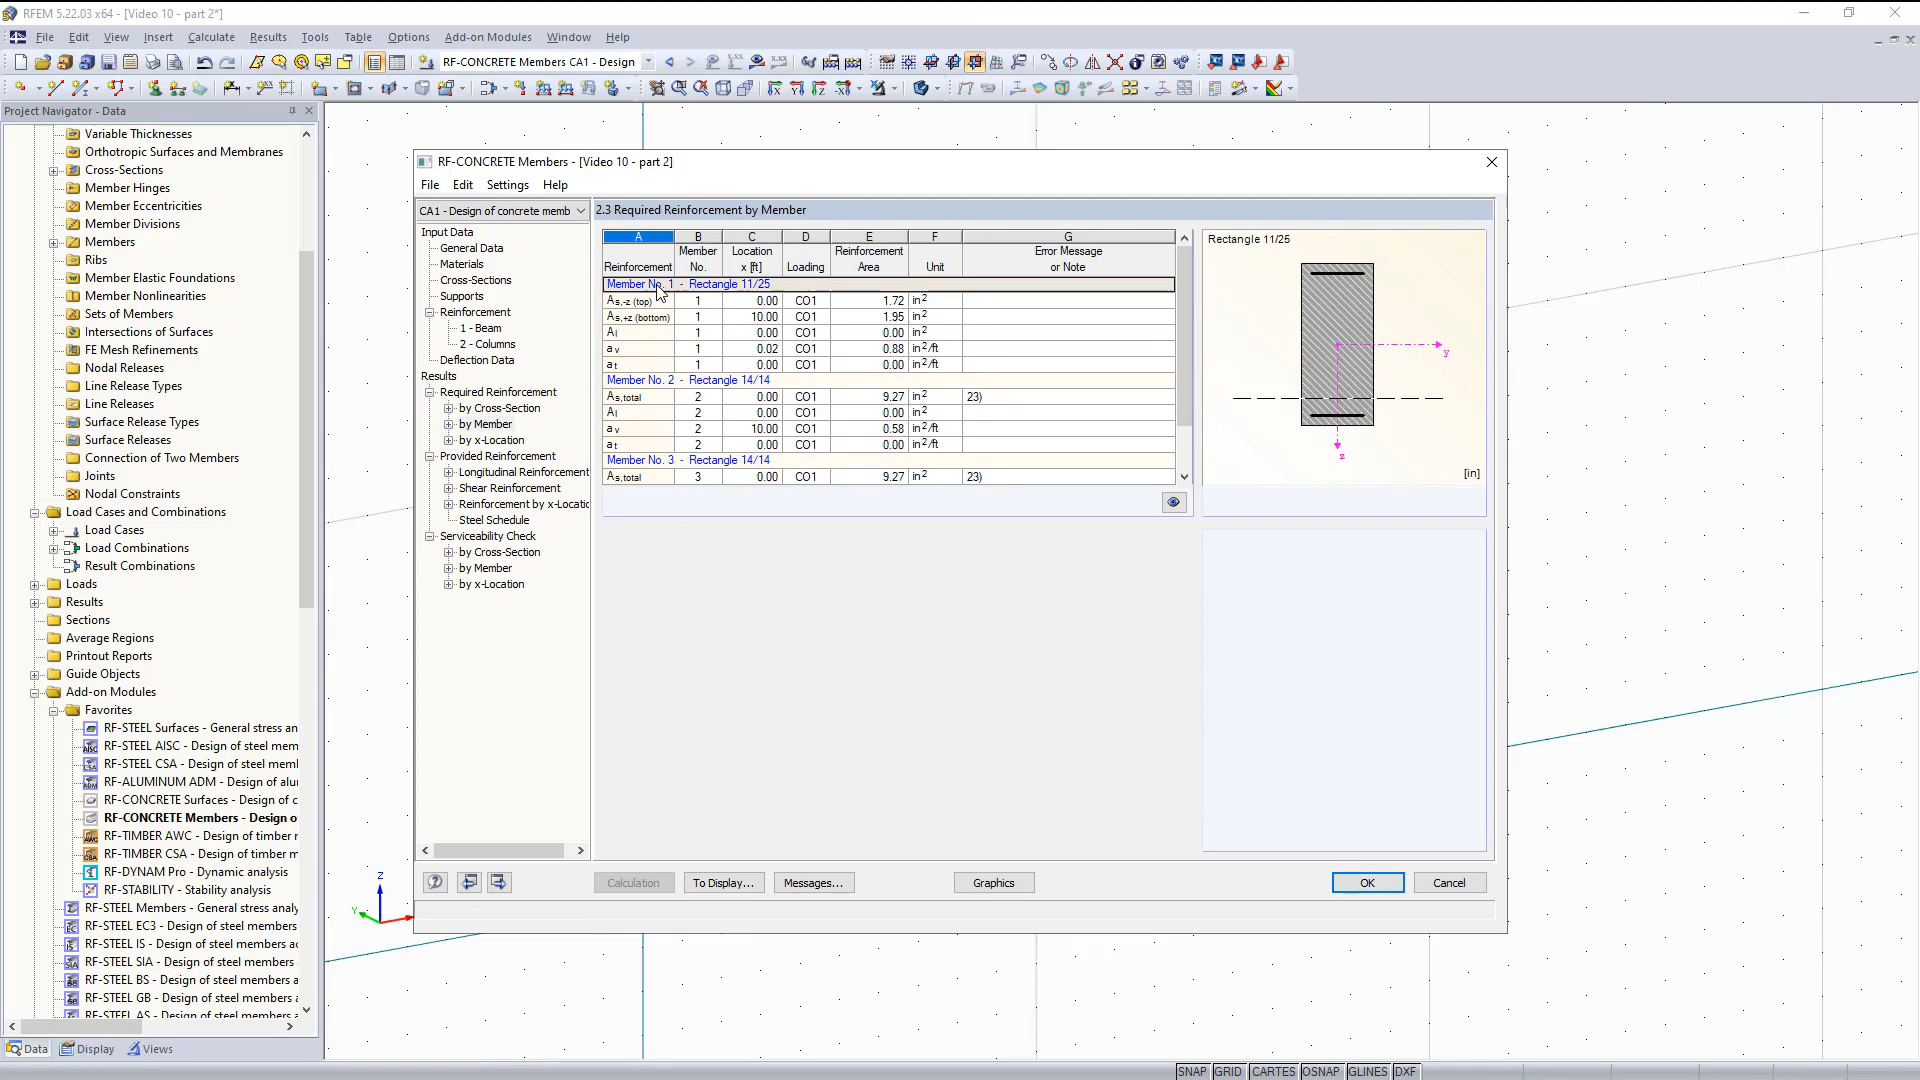 RFEM 5.22.03 x64 - [Video 10 - part 2*]
File Edit View Insert Calculate Results Tools Table Options Add-on Modules Window Help
RF-CONCRETE Members CA1 - Design
Project Navigator - Data
Variable Thicknesses
Orthotropic Surfaces and Membranes
Cross-Sections
Member Hinges
Member Eccentricities
Member Divisions
Members
Ribs
Member Elastic Foundations
Member Nonlinearities
Sets of Members
Intersections of Surfaces
FE Mesh Refinements
Nodal Releases
Line Release Types
Line Releases
Surface Release Types
Surface Releases
Connection of Two Members
Joints
Nodal Constraints
Load Cases and Combinations
Load Cases
Load Combinations
Result Combinations
Loads
Results
Sections
Average Regions
Printout Reports
Guide Objects
Add-on Modules
Favorites
RF-STEEL Surfaces - General stress an
RF-STEEL AISC - Design of steel mem
RF-STEEL CSA - Design of steel meml
RF-ALUMINUM ADM - Design of alur
RF-CONCRETE Surfaces - Design of c
RF-CONCRETE Members - Design o
RF-TIMBER AWC - Design of timber r
RF-TIMBER CSA - Design of timber m
RF-DYNAM Pro - Dynamic analysis
RF-STABILITY - Stability analysis
RF-STEEL Members - General stress analy
RF-STEEL EC3 - Design of steel members
RF-STEEL IS - Design of steel members ac
RF-STEEL SIA - Design of steel members
RF-STEEL BS - Design of steel members a
RF-STEEL GB - Design of steel members a
RF-STEEL AS - Design of steel members a
Data Display Views
RF-CONCRETE Members - [Video 10 - part 2]
File Edit Settings Help
CA1 - Design of concrete memb
Input Data
General Data
Materials
Cross-Sections
Supports
Reinforcement
1 - Beam
2 - Columns
Deflection Data
Results
Required Reinforcement
by Cross-Section
by Member
by x-Location
Provided Reinforcement
Longitudinal Reinforcement
Shear Reinforcement
Reinforcement by x-Locatic
Steel Schedule
Serviceability Check
by Cross-Section
by Member
by x-Location
2.3 Required Reinforcement by Member
A B C D E F G
Member Location Reinforcement Error Message
Reinforcement No. x [ft] Loading Area Unit or Note
Member No. 1 - Rectangle 11/25
As,-z (top) 1 0.00 CO1 1.72 in2
As,+z (bottom) 1 10.00 CO1 1.95 in2
Al 1 0.00 CO1 0.00 in2
av 1 0.02 CO1 0.88 in2/ft
at 1 0.00 CO1 0.00 in2/ft
Member No. 2 - Rectangle 14/14
As,total 2 0.00 CO1 9.27 in2 23)
Al 2 0.00 CO1 0.00 in2
av 2 10.00 CO1 0.58 in2/ft
at 2 0.00 CO1 0.00 in2/ft
Member No. 3 - Rectangle 14/14
As,total 3 0.00 CO1 9.27 in2 23)
Rectangle 11/25
y
z
[in]
Calculation To Display... Messages... Graphics OK Cancel
Z
Y
SNAP GRID CARTES OSNAP GLINES DXF